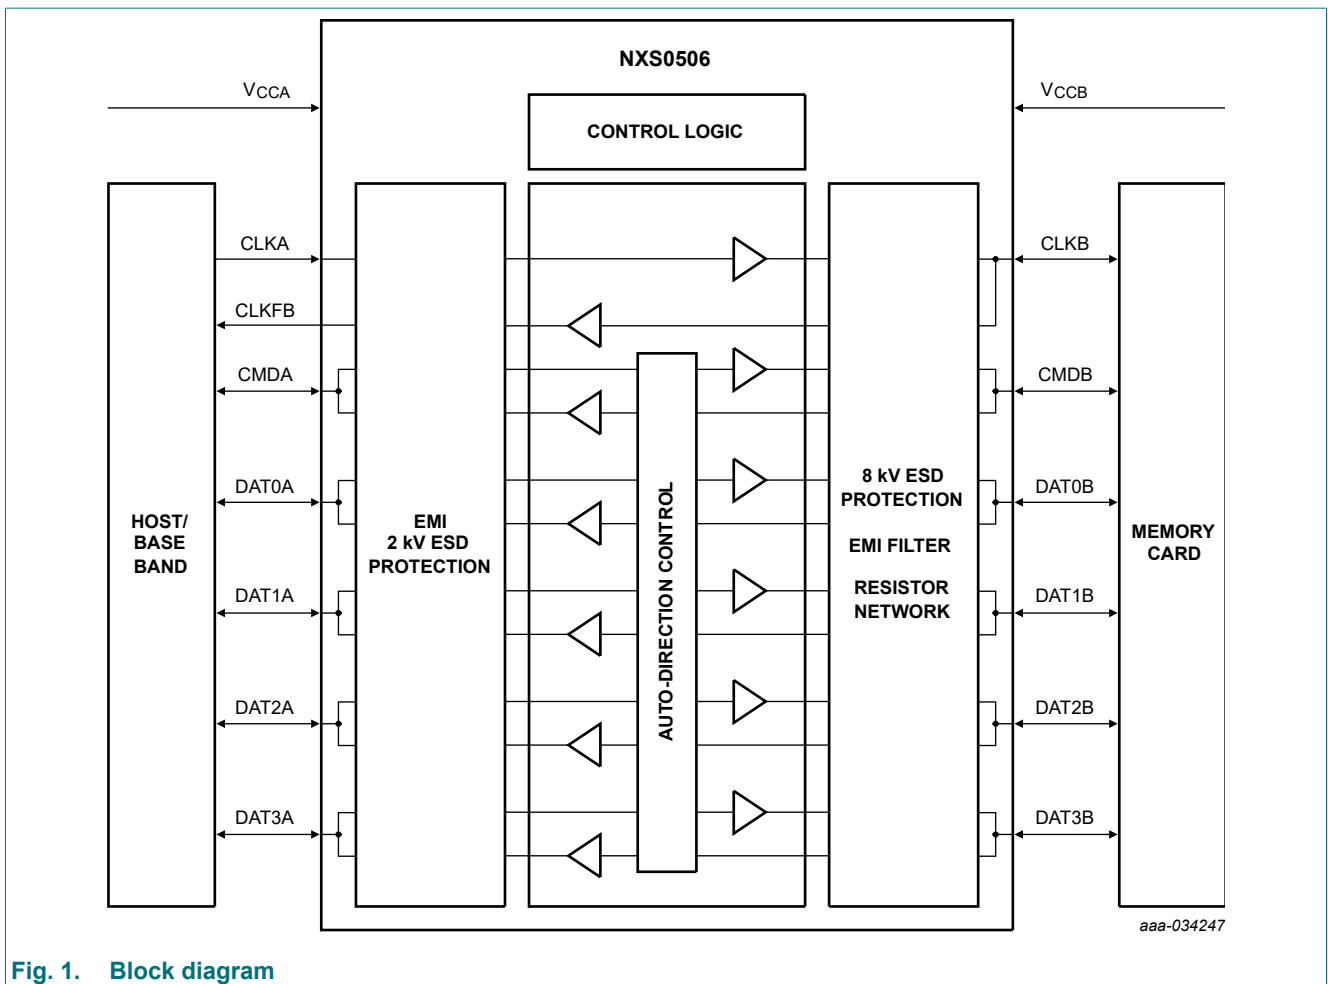 NXS0506
VCCA
VCCB
CONTROL LOGIC
CLKA
CLKB
CLKFB
CMDA
CMDB
DAT0A
DAT0B
DAT1A
DAT1B
DAT2A
DAT2B
DAT3A
DAT3B
HOST/
BASE
BAND
EMI
2 kV ESD
PROTECTION
AUTO-DIRECTION CONTROL
8 kV ESD
PROTECTION
EMI FILTER
RESISTOR
NETWORK
MEMORY
CARD
aaa-034247
Fig. 1. Block diagram